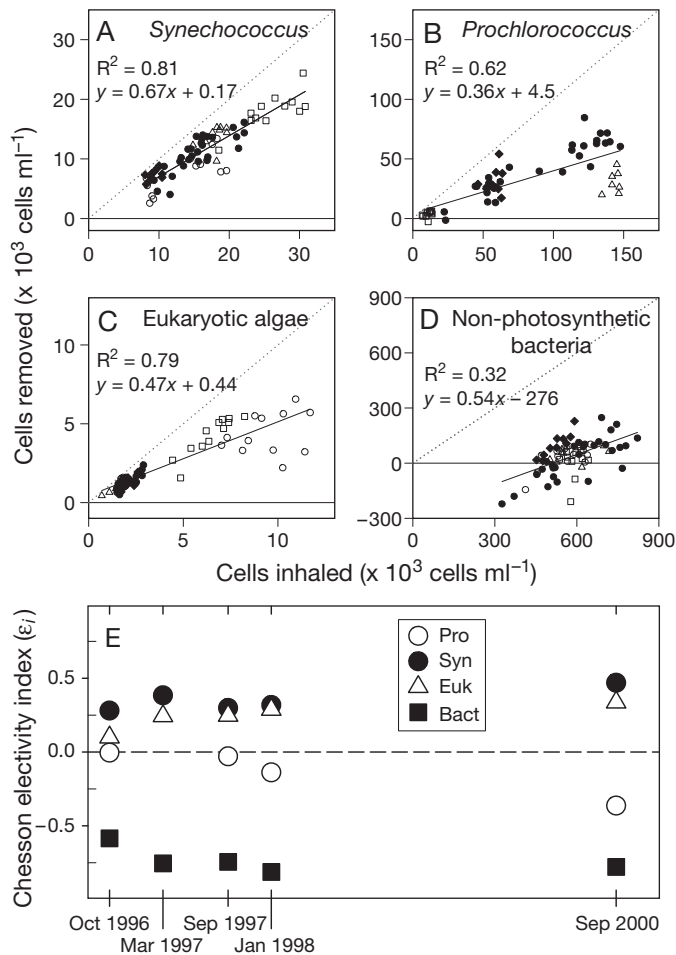 Cells removed (x 10³ cells ml⁻¹)
A Synechococcus
R² = 0.81
y = 0.67x + 0.17
30
20
10
0
0 10 20 30
B Prochlorococcus
R² = 0.62
y = 0.36x + 4.5
150
100
50
0
0 50 100 150
C Eukaryotic algae
R² = 0.79
y = 0.47x + 0.44
10
5
0
0 5 10
D Non-photosynthetic
bacteria
R² = 0.32
y = 0.54x – 276
900
600
300
0
−300
0 300 600 900
Cells inhaled (x 10³ cells ml⁻¹)
Chesson electivity index (εᵢ)
E
Pro
Syn
Euk
Bact
0.5
0.0
−0.5
Oct 1996 Sep 1997 Sep 2000
Mar 1997 Jan 1998